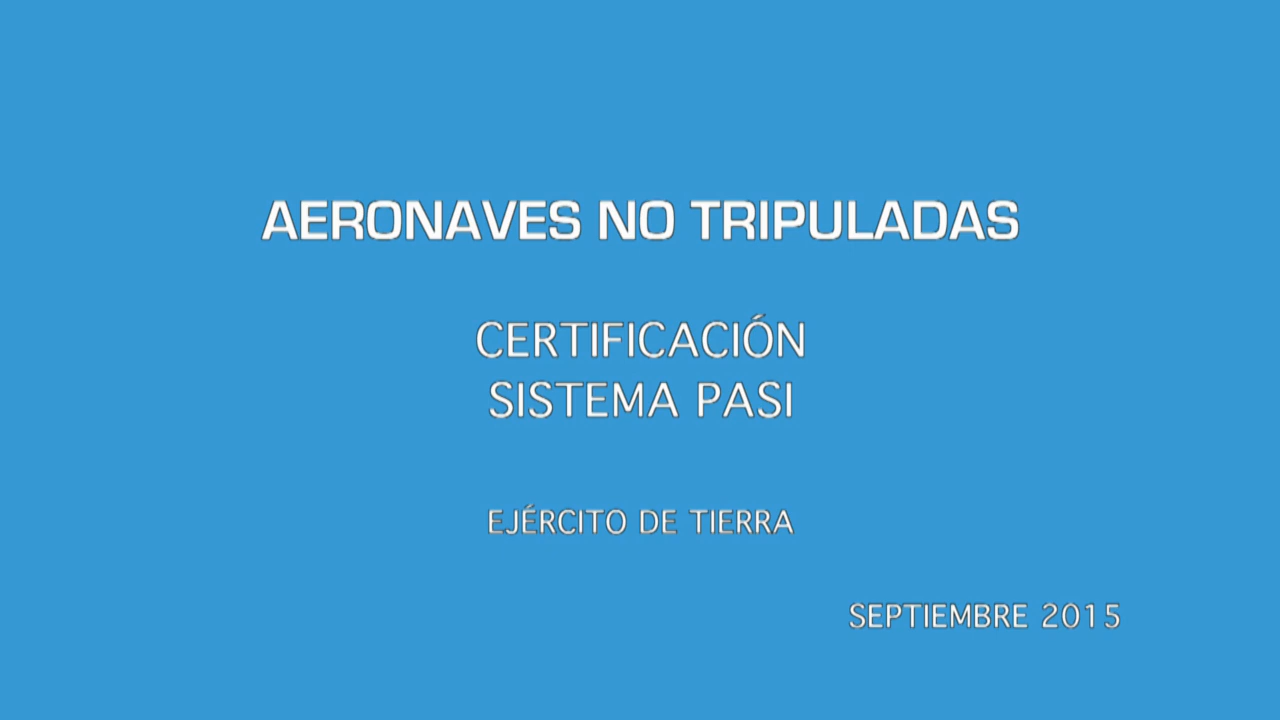 AERONAVES NO TRIPULADAS
CERTIFICACIÓN
SISTEMA PASI
EJÉRCITO DE TIERRA
SEPTIEMBRE 2015